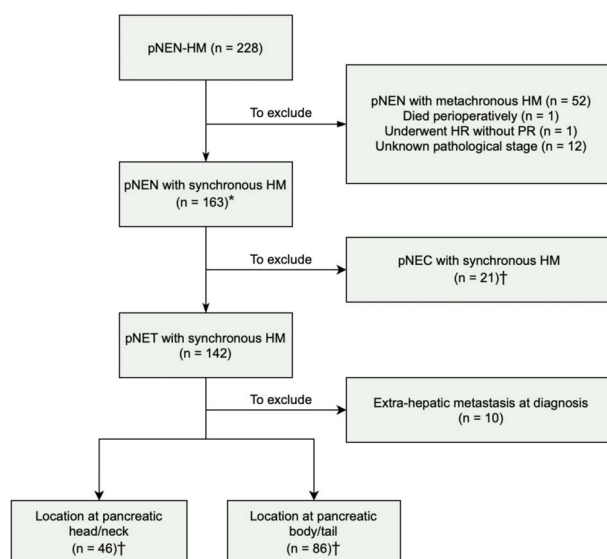 pNEN-HM (n = 228)
To exclude
pNEN with metachronous HM (n = 52)
Died perioperatively (n = 1)
Underwent HR without PR (n = 1)
Unknown pathological stage (n = 12)
pNEN with synchronous HM
(n = 163)*
To exclude
pNEC with synchronous HM
(n = 21)†
pNET with synchronous HM
(n = 142)
To exclude
Extra-hepatic metastasis at diagnosis
(n = 10)
Location at pancreatic
head/neck
(n = 46)†
Location at pancreatic
body/tail
(n = 86)†